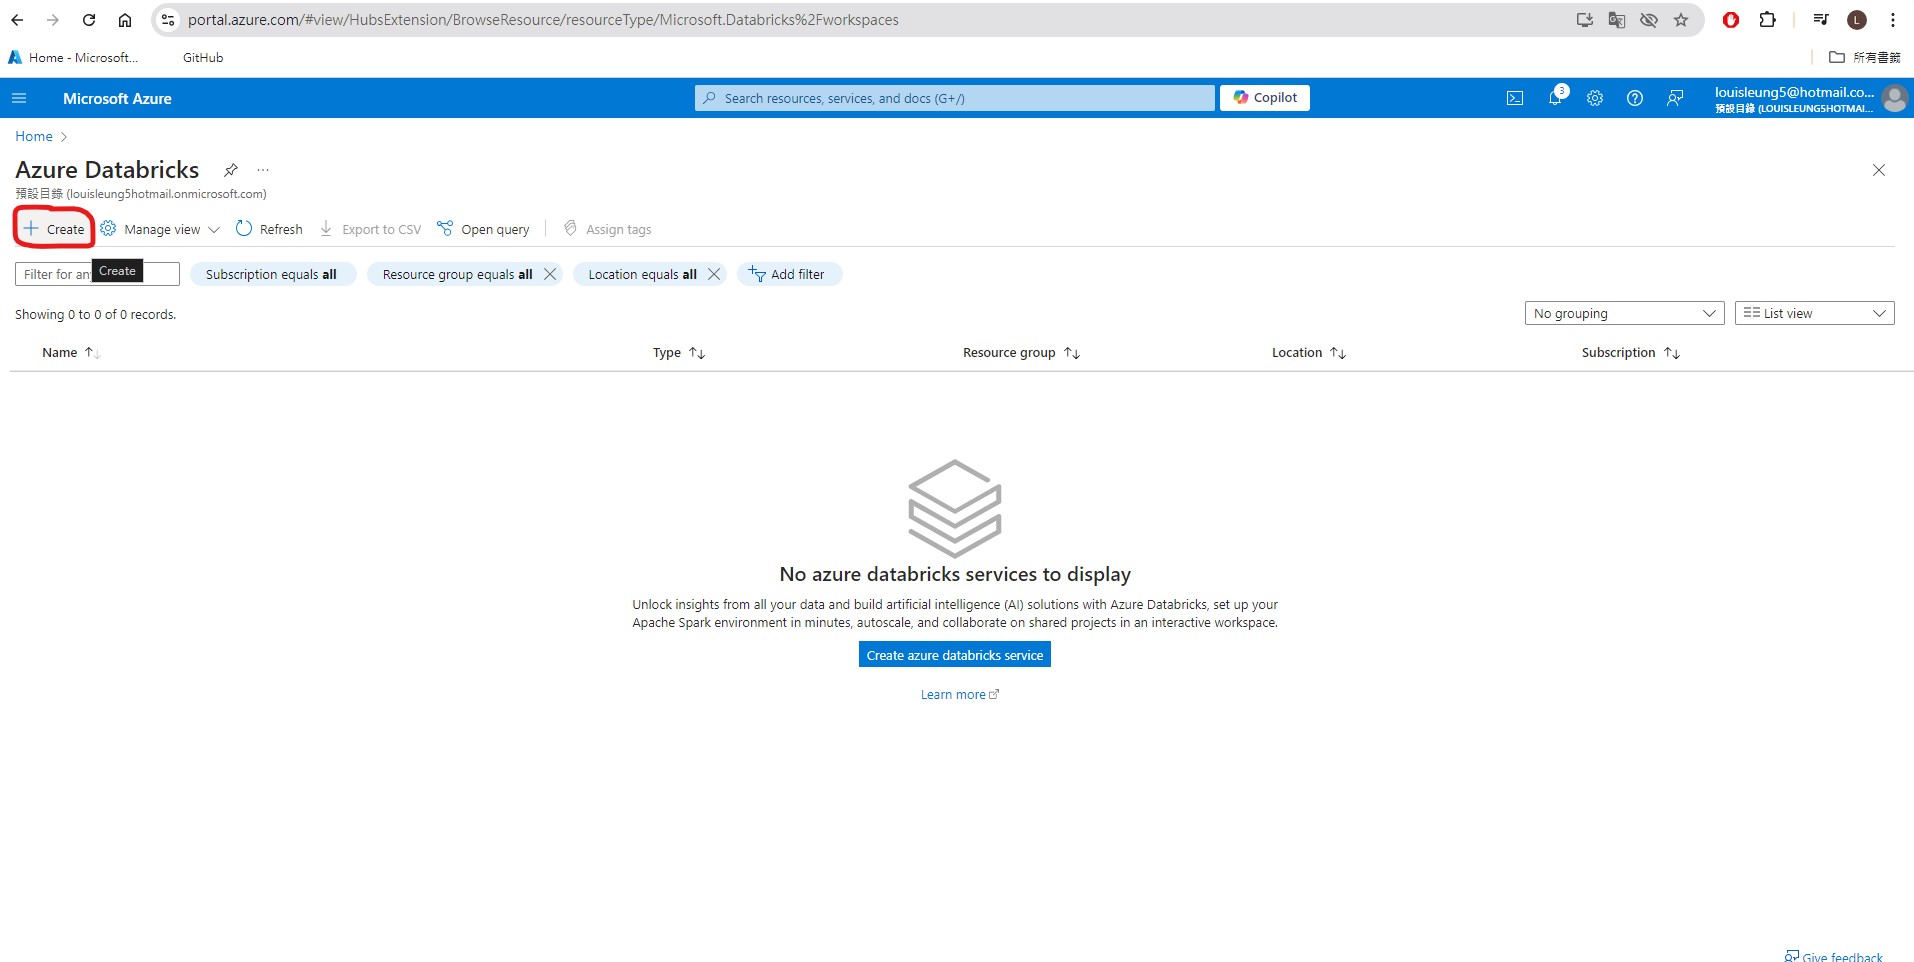 portal.azure.com/#view/HubsExtension/BrowseResource/resourceType/Microsoft.Databricks%2Fworkspaces
L
Home - Microsoft... GitHub 所有書籤
Microsoft Azure
Search resources, services, and docs (G+/)
Copilot
3
louisleung5@hotmail.co...
預設目錄 (LOUISLEUNG5HOTMAI...
Home
Azure Databricks ...
預設目錄 (louisleung5hotmail.onmicrosoft.com)
Create Manage view Refresh Export to CSV Open query Assign tags
Filter for an
Create
Subscription equals all Resource group equals all Location equals all Add filter
Showing 0 to 0 of 0 records.
No grouping List view
Name Type Resource group Location Subscription
No azure databricks services to display
Unlock insights from all your data and build artificial intelligence (AI) solutions with Azure Databricks, set up your
Apache Spark environment in minutes, autoscale, and collaborate on shared projects in an interactive workspace.
Create azure databricks service
Learn more
Give feedback